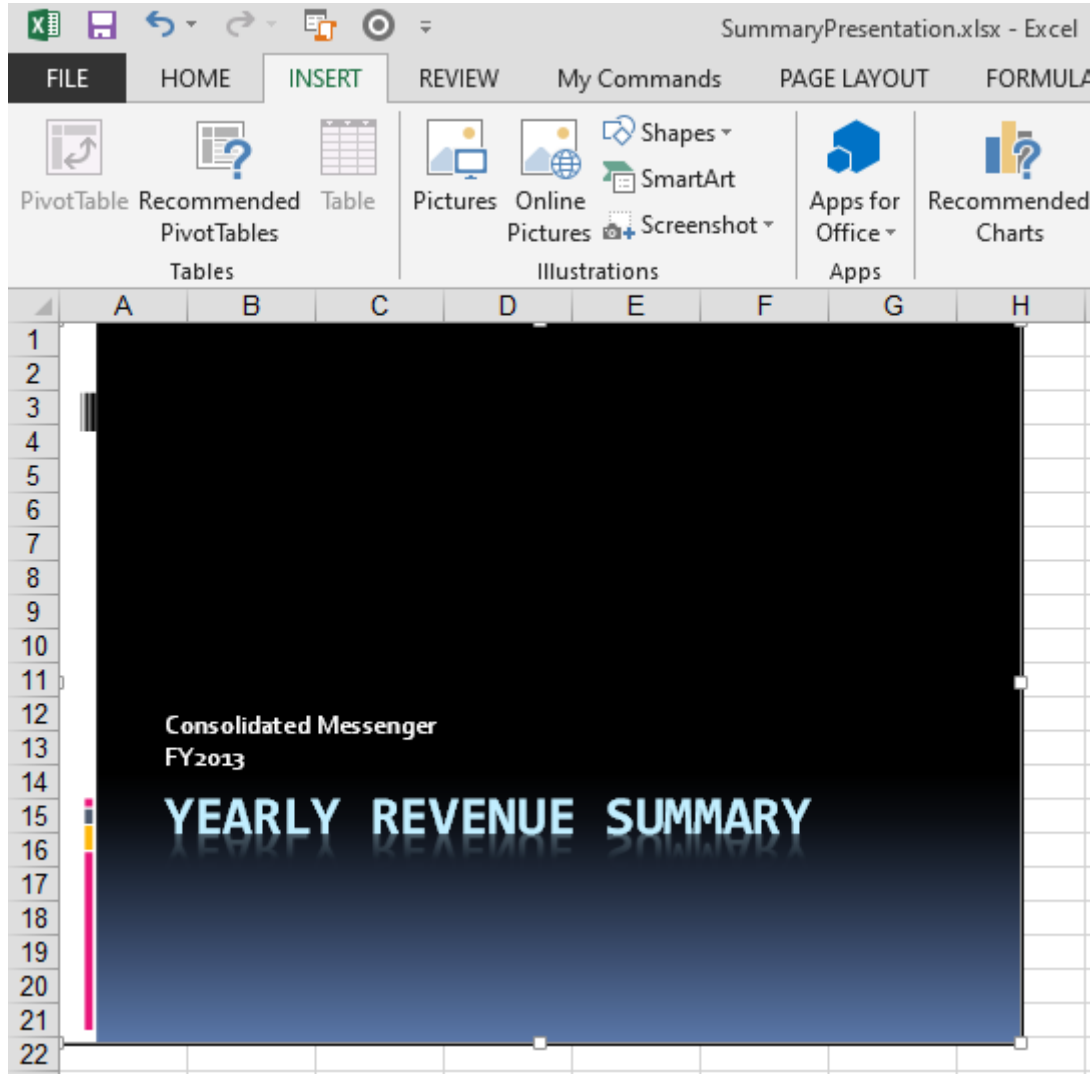 SummaryPresentation.xlsx - Excel
FILE HOME INSERT REVIEW My Commands PAGE LAYOUT FORMULA
PivotTable
Recommended
PivotTables
Table
Tables
Pictures
Online
Pictures
Shapes
SmartArt
Screenshot
Illustrations
Apps for
Office
Apps
Recommended
Charts
A B C D E F G H
1
2
3
4
5
6
7
8
9
10
11
12
13
14
15
16
17
18
19
20
21
22
Consolidated Messenger
FY2013
YEARLY REVENUE SUMMARY